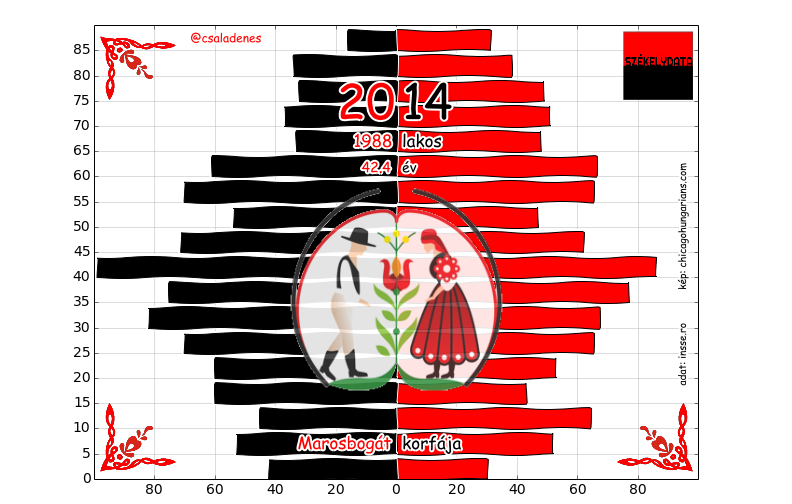 @csaladenes
SZÉKELYDATA
2014
1988 lakos
42.4 év
kép: chicagohungarians.com
adat: insse.ro
Marosbogát korfája
85
80
75
70
65
60
55
50
45
40
35
30
25
20
15
10
5
0
80 60 40 20 0 20 40 60 80